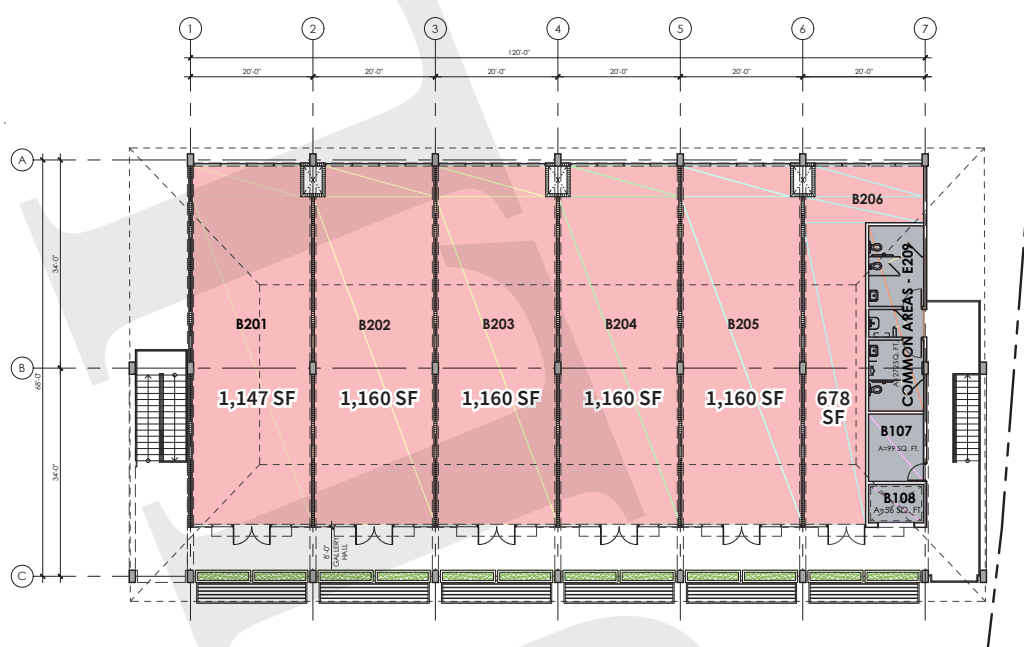 1
2
3
4
5
6
7
120'-0"
20'-0"
20'-0"
20'-0"
20'-0"
20'-0"
20'-0"
A
B
C
34'-0"
68'-0"
34'-0"
B206
COMMON AREAS - E209
A=272 SQ. FT.
B201
B202
B203
B204
B205
1,147 SF
1,160 SF
1,160 SF
1,160 SF
1,160 SF
678
SF
B107
A=99 SQ. FT.
B108
A=56 SQ. FT.
8'-0"
GALLERY
HALL